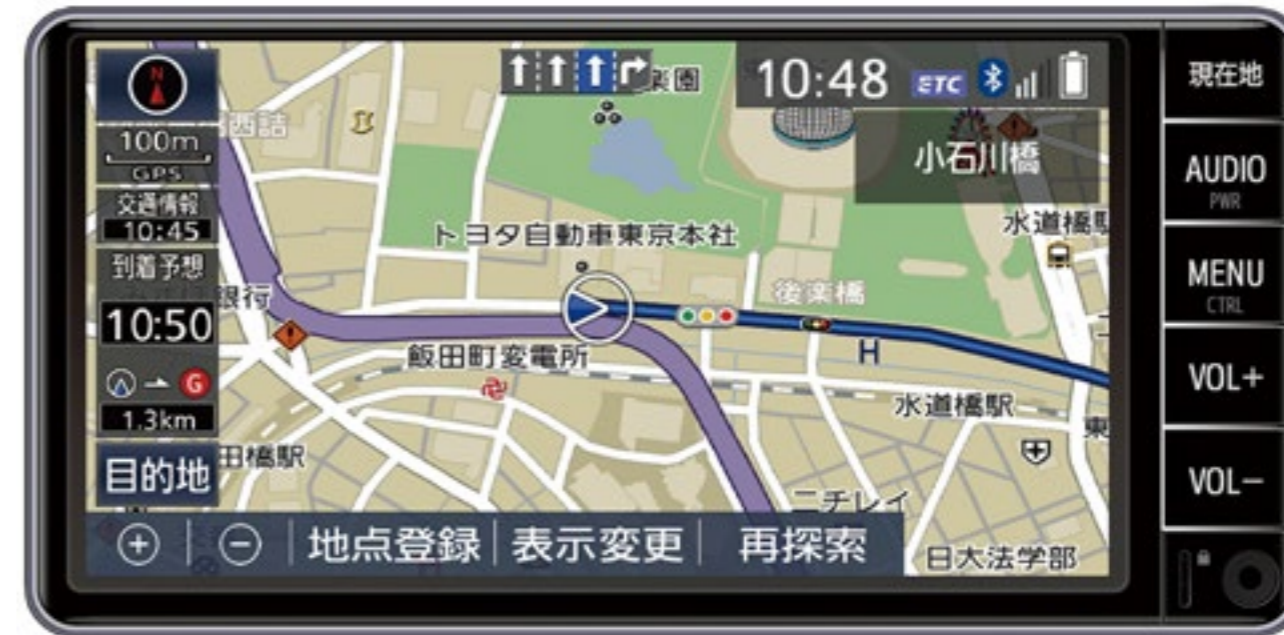 楽園
10:48 ETC
現在地
N
西詰
100m
GPS
小石川橋
AUDIO
PWR
交通情報
10:45
水道橋駅
トヨタ自動車東京本社
到着予想
MENU
CTRL
銀行
後楽橋
10:50
飯田町変電所
H
VOL+
G
1.3km
水道橋駅
東
田橋駅
目的地
VOL-
ニチレイ
+ - 地点登録 表示変更 再探索
日大法学部